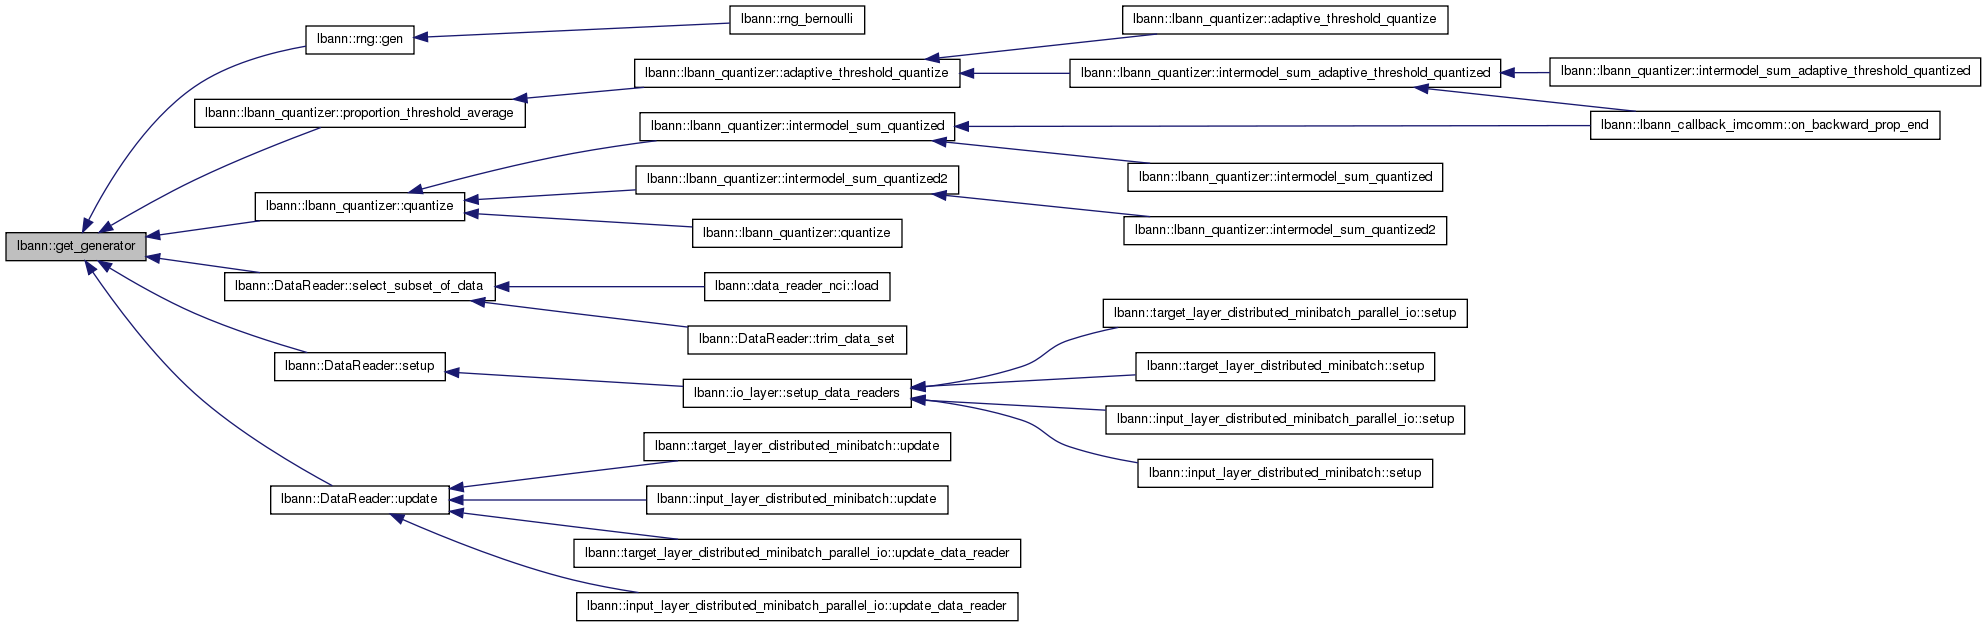 lbann::rng_bernoulli
lbann::lbann_quantizer::adaptive_threshold_quantize
lbann::rng::gen
lbann::lbann_quantizer::adaptive_threshold_quantize
lbann::lbann_quantizer::intermodel_sum_adaptive_threshold_quantized
lbann::lbann_quantizer::intermodel_sum_adaptive_threshold_quantized
lbann::lbann_quantizer::proportion_threshold_average
lbann::lbann_quantizer::intermodel_sum_quantized
lbann::lbann_callback_imcomm::on_backward_prop_end
lbann::lbann_quantizer::intermodel_sum_quantized2
lbann::lbann_quantizer::intermodel_sum_quantized
lbann::lbann_quantizer::quantize
lbann::lbann_quantizer::quantize
lbann::lbann_quantizer::intermodel_sum_quantized2
lbann::get_generator
lbann::DataReader::select_subset_of_data
lbann::data_reader_nci::load
lbann::DataReader::trim_data_set
lbann::target_layer_distributed_minibatch_parallel_io::setup
lbann::DataReader::setup
lbann::target_layer_distributed_minibatch::setup
lbann::io_layer::setup_data_readers
lbann::input_layer_distributed_minibatch_parallel_io::setup
lbann::target_layer_distributed_minibatch::update
lbann::input_layer_distributed_minibatch::setup
lbann::DataReader::update
lbann::input_layer_distributed_minibatch::update
lbann::target_layer_distributed_minibatch_parallel_io::update_data_reader
lbann::input_layer_distributed_minibatch_parallel_io::update_data_reader